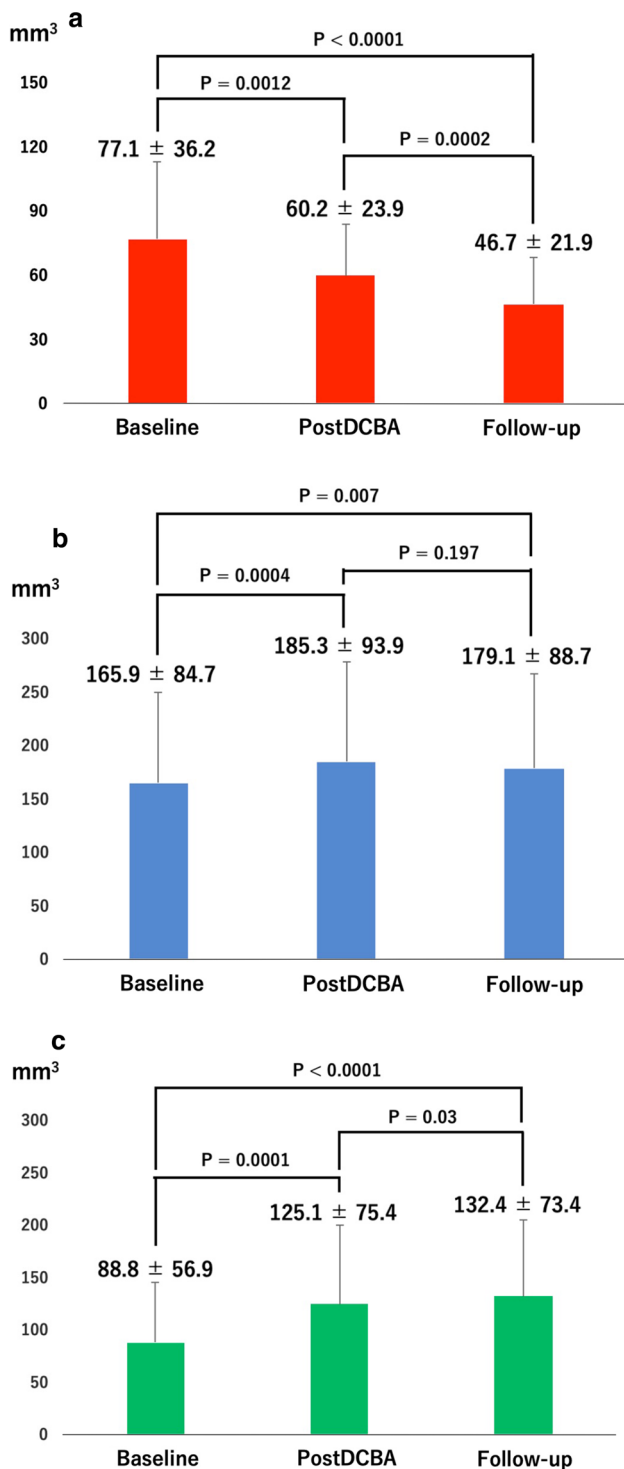 a
mm³
P < 0.0001
150
P = 0.0012
120
P = 0.0002
77.1 ± 36.2
90
60.2 ± 23.9
46.7 ± 21.9
60
30
0
Baseline PostDCBA Follow-up
P = 0.007
b
P = 0.197
P = 0.0004
mm³
300
185.3 ± 93.9
179.1 ± 88.7
165.9 ± 84.7
250
200
150
100
50
0
Baseline PostDCBA Follow-up
c
mm³
P < 0.0001
300
P = 0.03
P = 0.0001
250
132.4 ± 73.4
125.1 ± 75.4
200
88.8 ± 56.9
150
100
50
0
Baseline PostDCBA Follow-up